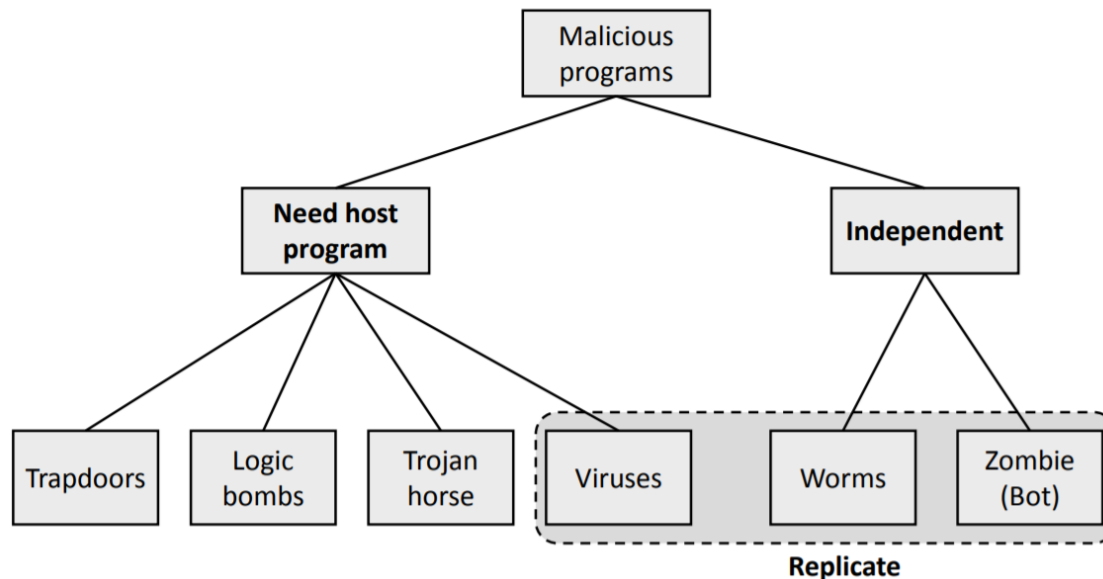 Malicious
programs
Need host
program
Independent
Trapdoors
Logic
bombs
Trojan
horse
Viruses
Worms
Zombie
(Bot)
Replicate